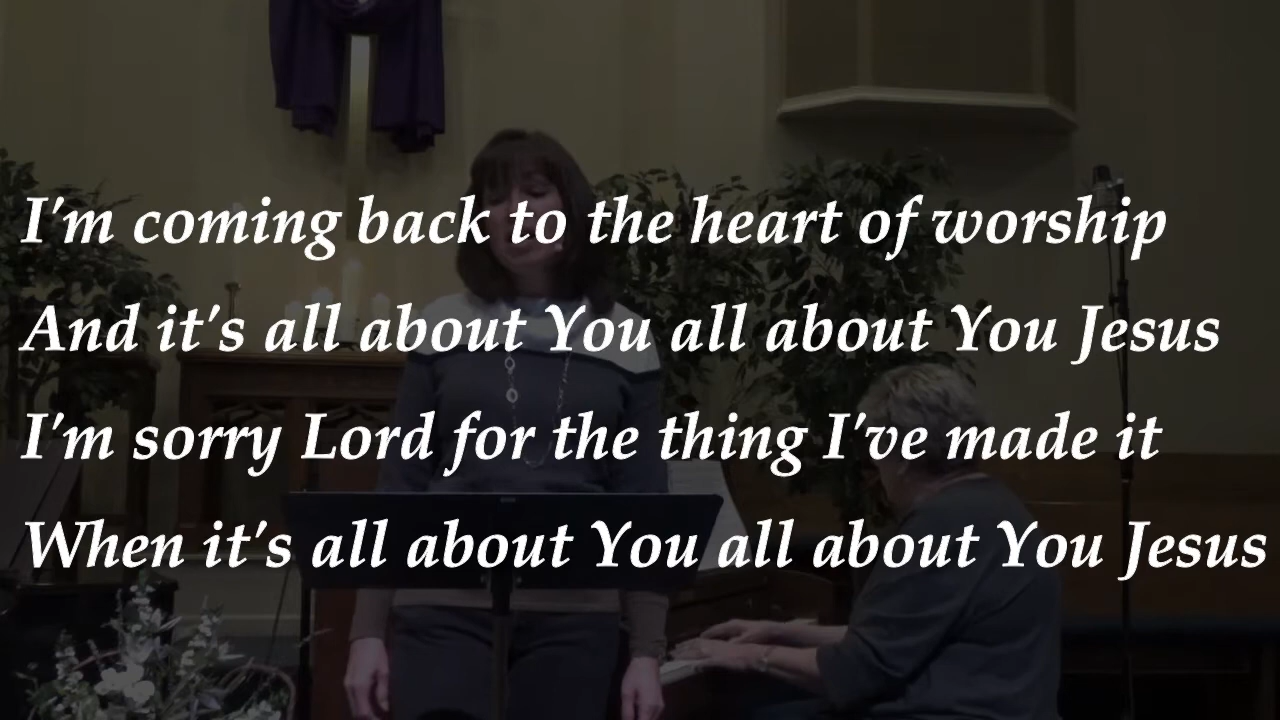 I'm coming back to the heart of worship
And it's all about You all about You Jesus
I'm sorry Lord for the thing I've made it
When it's all about You all about You Jesus